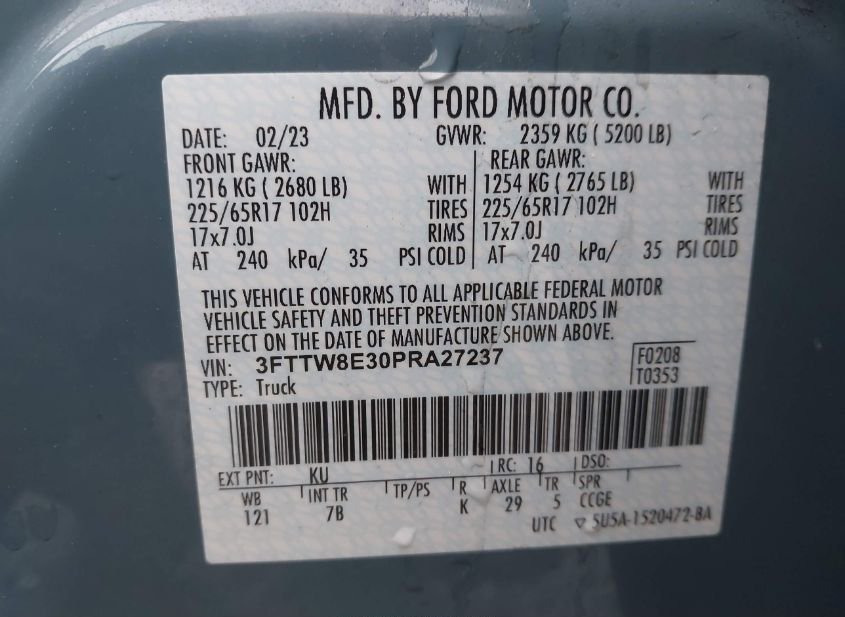 MFD. BY FORD MOTOR CO.
DATE: 02/23 GVWR: 2359 KG ( 5200 LB)
FRONT GAWR: REAR GAWR:
1216 KG ( 2680 LB) WITH 1254 KG ( 2765 LB) WITH
225/65R17 102H TIRES 225/65R17 102H TIRES
17x7.0J RIMS 17x7.0J RIMS
AT 240 kPa/ 35 PSI COLD AT 240 kPa/ 35 PSI COLD
THIS VEHICLE CONFORMS TO ALL APPLICABLE FEDERAL MOTOR
VEHICLE SAFETY AND THEFT PREVENTION STANDARDS IN
EFFECT ON THE DATE OF MANUFACTURE SHOWN ABOVE.
VIN: 3FTTW8E30PRA27237 F0208
TYPE: Truck T0353
EXT PNT: KU RC: 16 DSO:
WB INT TR TP/PS R AXLE TR SPR
121 7B K 29 5 CCGE
UTC ▽ 5U5A-1520472-BA